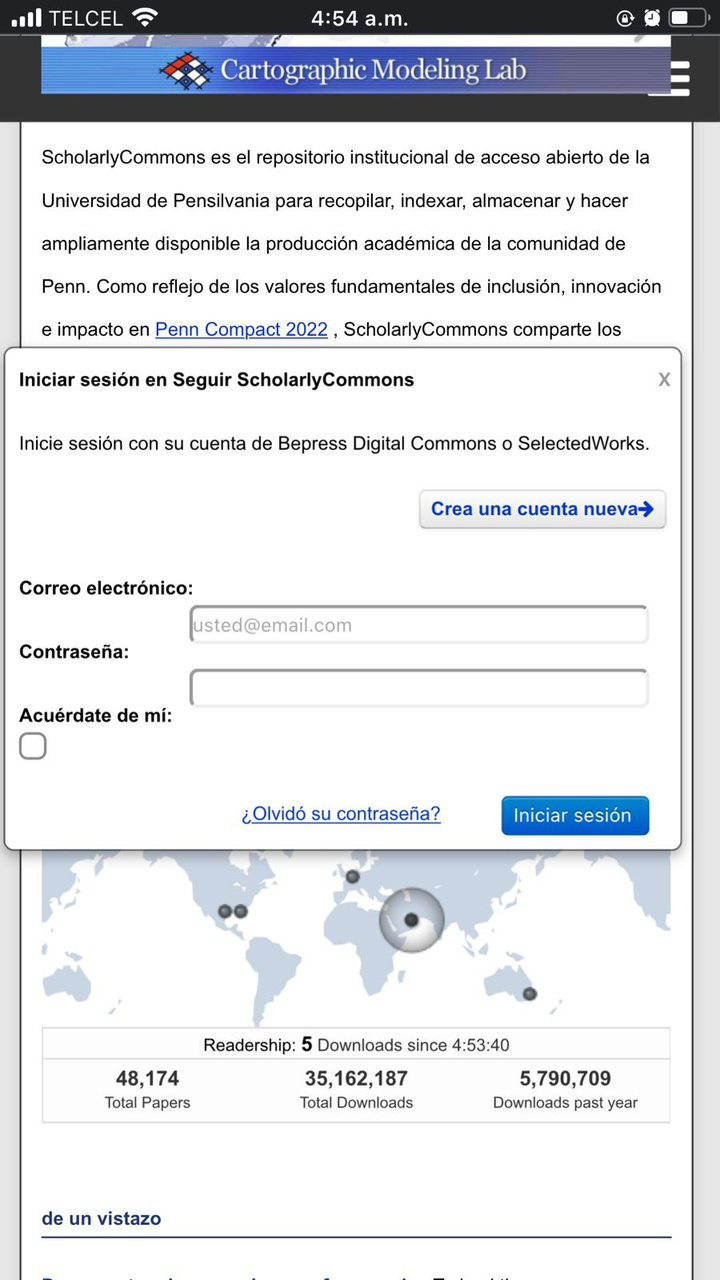 TELCEL 4:54 a.m.
Cartographic Modeling Lab
ScholarlyCommons es el repositorio institucional de acceso abierto de la
Universidad de Pensilvania para recopilar, indexar, almacenar y hacer
ampliamente disponible la producción académica de la comunidad de
Penn. Como reflejo de los valores fundamentales de inclusión, innovación
e impacto en Penn Compact 2022 , ScholarlyCommons comparte los
Iniciar sesión en Seguir ScholarlyCommons X
Inicie sesión con su cuenta de Bepress Digital Commons o SelectedWorks.
Crea una cuenta nueva→
Correo electrónico:
usted@email.com
Contraseña:
Acuérdate de mí:
¿Olvidó su contraseña? Iniciar sesión
Readership: 5 Downloads since 4:53:40
48,174 35,162,187 5,790,709
Total Papers Total Downloads Downloads past year
de un vistazo